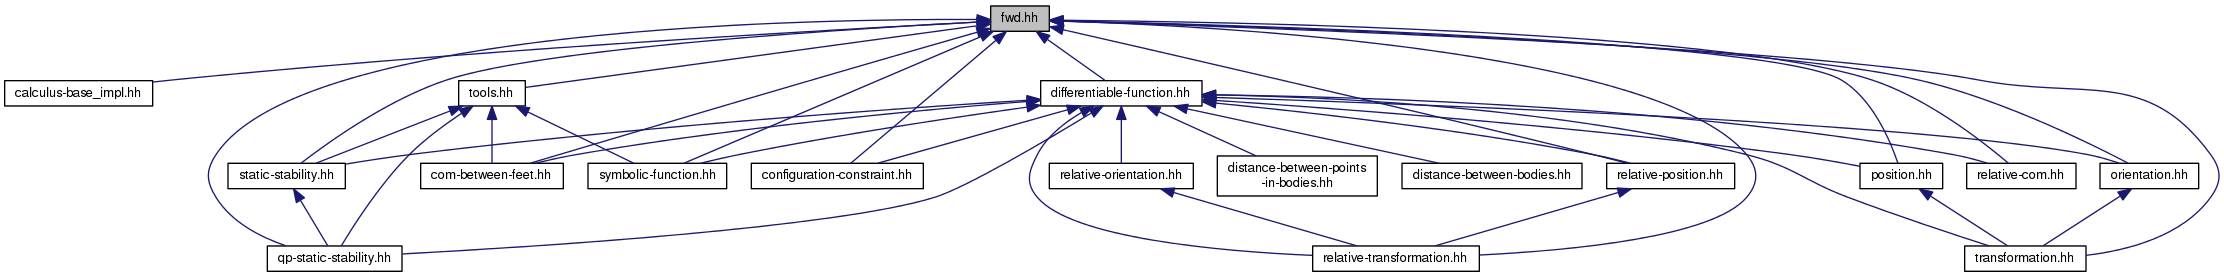 fwd.hh
calculus-base_impl.hh
tools.hh
differentiable-function.hh
static-stability.hh
com-between-feet.hh
symbolic-function.hh
configuration-constraint.hh
relative-orientation.hh
distance-between-points
-in-bodies.hh
distance-between-bodies.hh
relative-position.hh
position.hh
relative-com.hh
orientation.hh
qp-static-stability.hh
relative-transformation.hh
transformation.hh